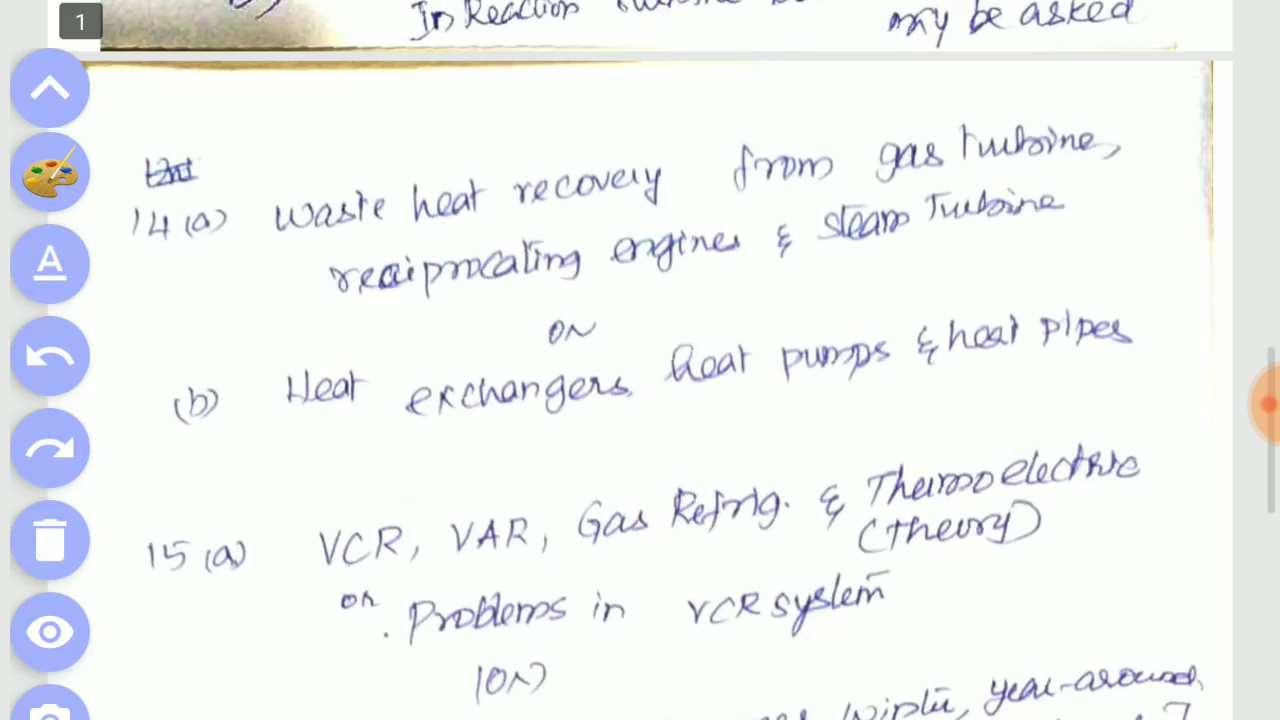 1
In Reaction
may be asked
14 (a) Waste heat recovery from gas turbine,
reciprocating engines & steam Turbine
OR
(b) Heat exchangers, heat pumps & heat pipes
15 (a) VCR, VAR, Gas Refrig. & Thermoelectric
(theory)
or . Problems in VCR system
(OR)
winter, year-around,
A